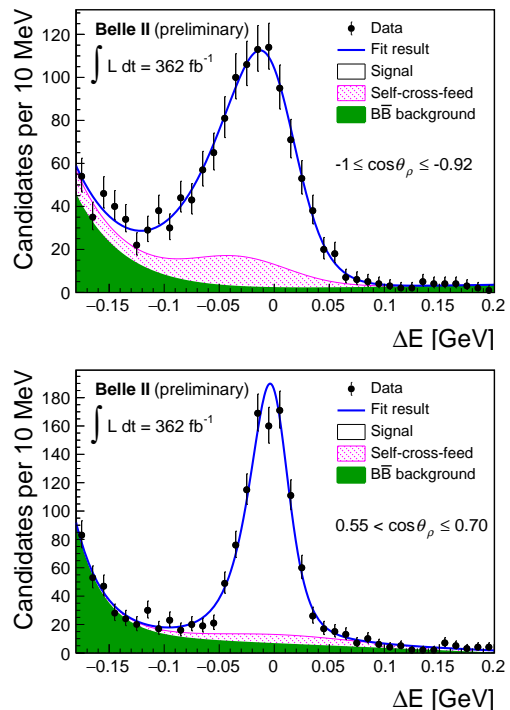 Belle II (preliminary)
∫ L dt = 362 fb⁻¹
Data
Fit result
Signal
Self-cross-feed
BB̅ background
-1 ≤ cosθρ ≤ -0.92
Candidates per 10 MeV
120
100
80
60
40
20
0
−0.15 −0.1 −0.05 0 0.05 0.1 0.15 0.2
ΔE [GeV]
Belle II (preliminary)
∫ L dt = 362 fb⁻¹
Data
Fit result
Signal
Self-cross-feed
BB̅ background
0.55 < cosθρ ≤ 0.70
Candidates per 10 MeV
180
160
140
120
100
80
60
40
20
0
−0.15 −0.1 −0.05 0 0.05 0.1 0.15 0.2
ΔE [GeV]